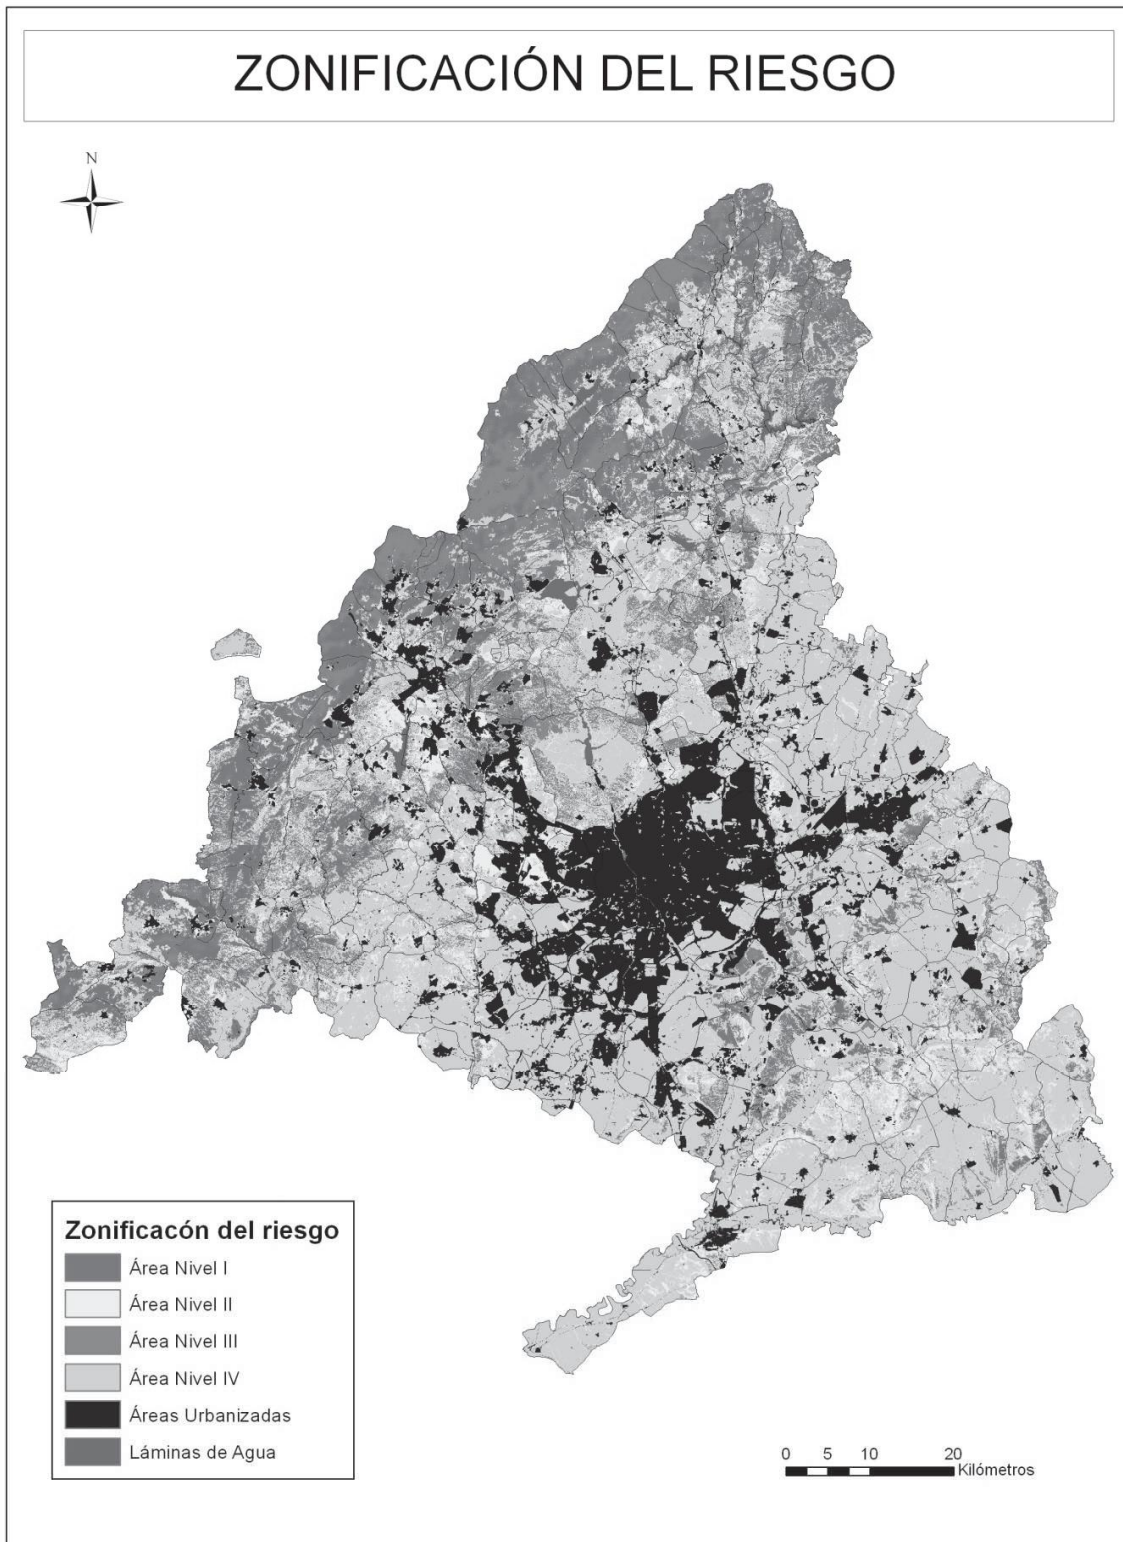 ZONIFICACIÓN DEL RIESGO
N
Zonificacón del riesgo
Área Nivel I
Área Nivel II
Área Nivel III
Área Nivel IV
Áreas Urbanizadas
Láminas de Agua
0 5 10 20
Kilómetros